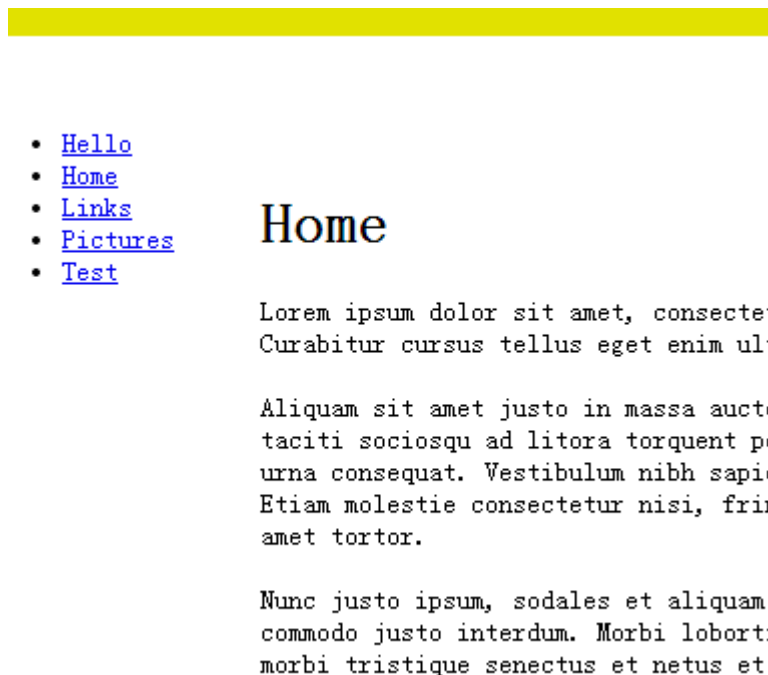 Hello
Home
Links
Pictures
Test
Home
Lorem ipsum dolor sit amet,
Curabitur cursus tellus eget enim
Aliquam sit amet justo in massa
taciti sociosqu ad litora torquent
urna consequat. Vestibulum nibh
Etiam molestie consectetur nisi,
amet tortor.
Nunc justo ipsum, sodales et aliquam
commodo justo interdum. Morbi
morbi tristique senectus et netus et